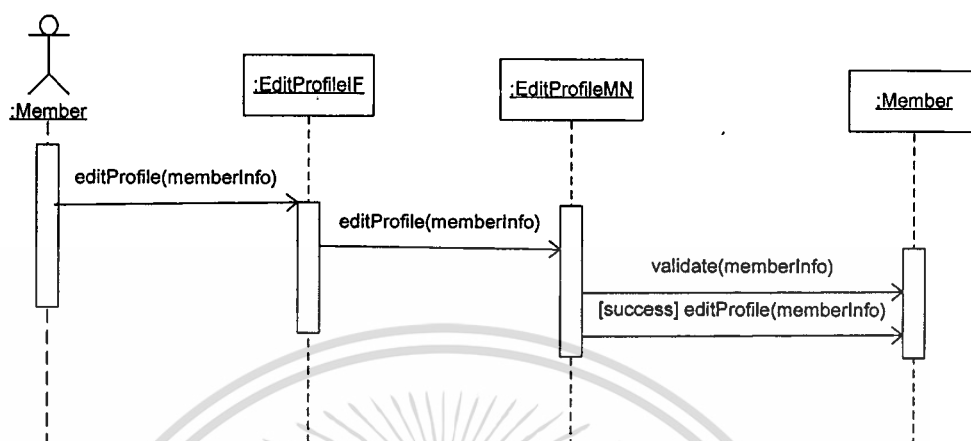 :Member
:EditProfileIF
:EditProfileMN
:Member
editProfile(memberInfo)
editProfile(memberInfo)
validate(memberInfo)
[success] editProfile(memberInfo)